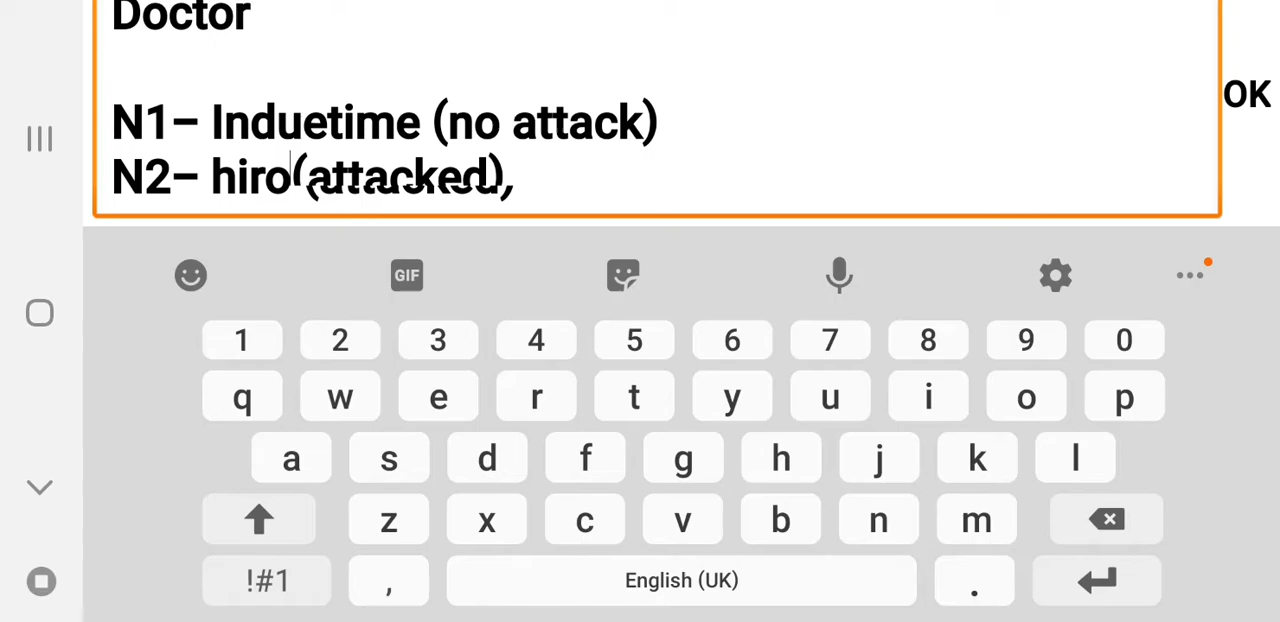 Doctor
N1– Induetime (no attack)
N2– hiro(attacked),
OK
GIF
1 2 3 4 5 6 7 8 9 0
q w e r t y u i o p
a s d f g h j k l
z x c v b n m
!#1 , English (UK) .